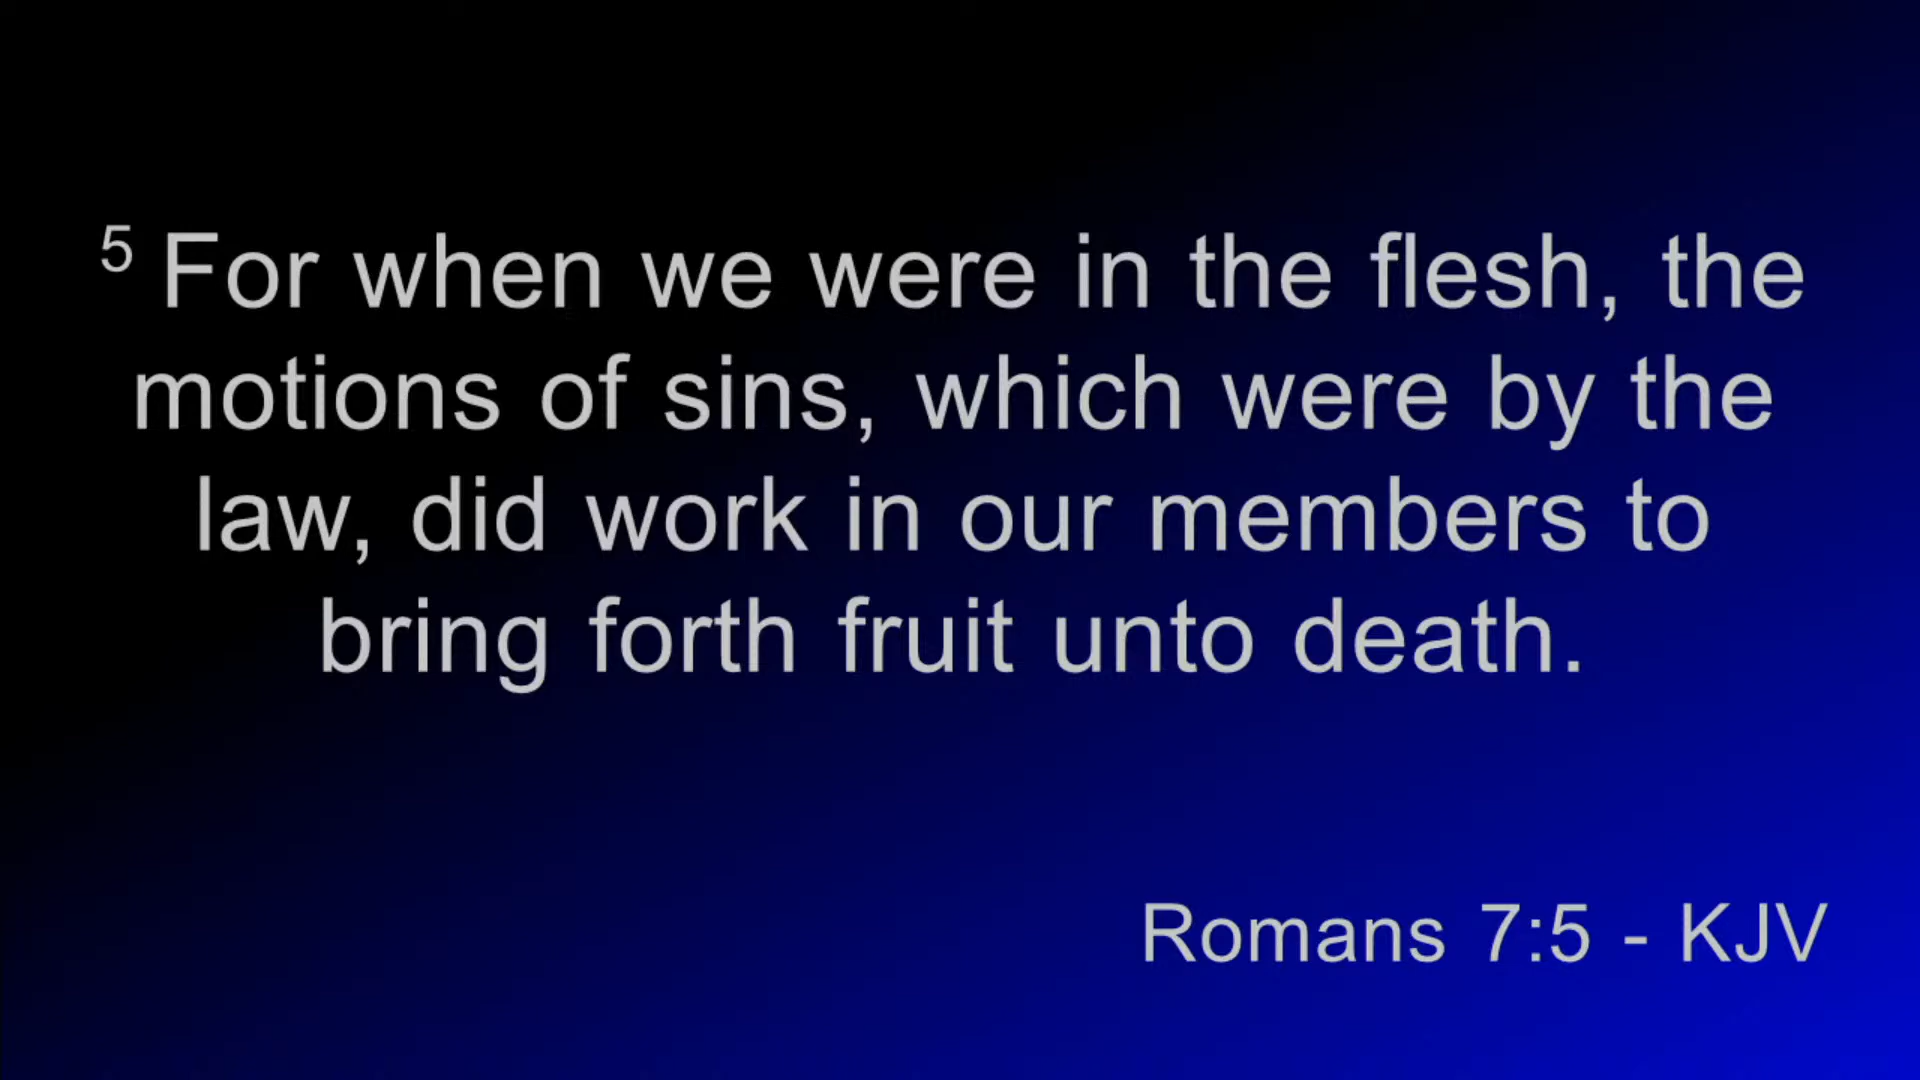 5 For when we were in the flesh, the
motions of sins, which were by the
law, did work in our members to
bring forth fruit unto death.
Romans 7:5 - KJV